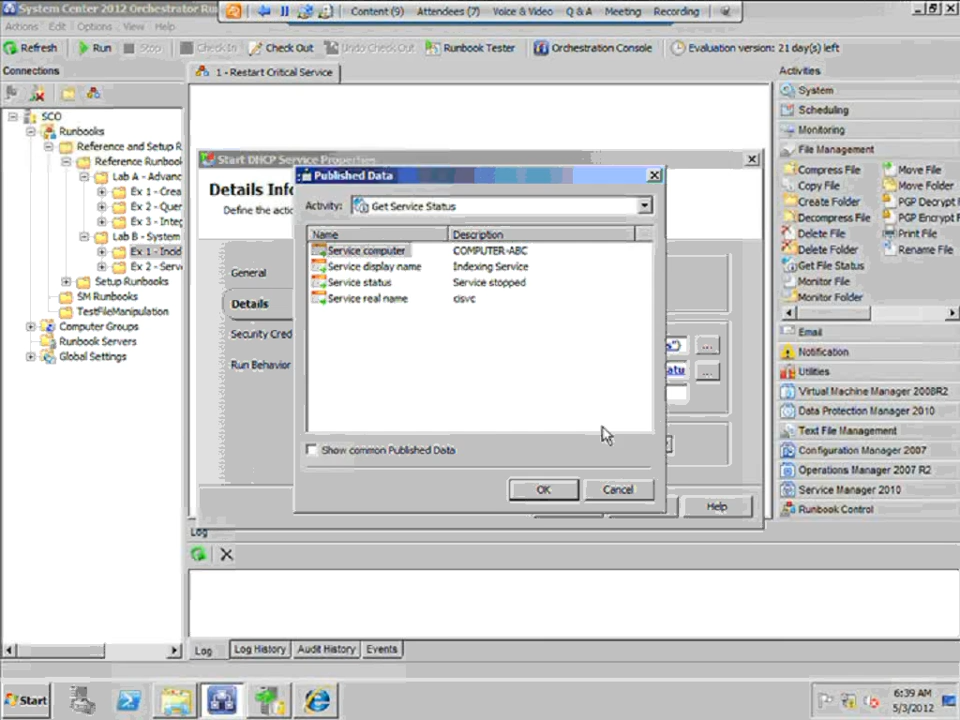 System Center 2012 Orchestrator Ru
Content (9) Attendees (7) Voice & Video Q & A Meeting Recording
Actions Edit Options View Help
Refresh Run Stop Check In Check Out Undo Check Out Runbook Tester Orchestration Console Evaluation version: 21 day(s) left
Connections
1 - Restart Critical Service
Activities
SCO
Runbooks
Reference and Setup R
Reference Runbook
Lab A - Advanc
Ex 1 - Crea
Ex 2 - Quer
Ex 3 - Integ
Lab B - System
Ex 1 - Incid
Ex 2 - Serv
Setup Runbooks
SM Runbooks
TestFileManipulation
Computer Groups
Runbook Servers
Global Settings
Start DHCP Service Properties
Details Info
Define the actio
General
Details
Security Cred
Run Behavior
s")
...
atu
...
Help
Published Data
Activity: Get Service Status
Name Description
Service computer COMPUTER-ABC
Service display name Indexing Service
Service status Service stopped
Service real name cisvc
Show common Published Data
OK Cancel
System
Scheduling
Monitoring
File Management
Compress File Move File
Copy File Move Folder
Create Folder PGP Decrypt
Decompress File PGP Encrypt F
Delete File Print File
Delete Folder Rename File
Get File Status
Monitor File
Monitor Folder
Email
Notification
Utilities
Virtual Machine Manager 2008R2
Data Protection Manager 2010
Text File Management
Configuration Manager 2007
Operations Manager 2007 R2
Service Manager 2010
Runbook Control
Log
Log Log History Audit History Events
Start
6:39 AM
5/3/2012